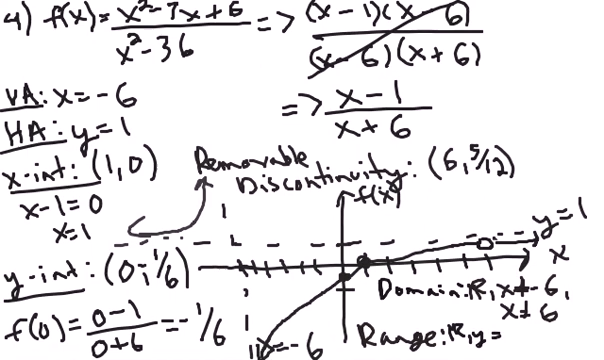 4) f(x) = x²-7x+6 / x²-36 => (x-1)(x-6) / (x-6)(x+6)
VA: x=-6
=> x-1 / x+6
HA: y=1
x-int: (1,0)
x-1=0
x=1
Removable Discontinuity: (6, 5/12)
f(x)
y=1
x
y-int: (0, -1/6)
f(0) = 0-1 / 0+6 = -1/6
x=-6
Domain: ℝ, x≠-6,
x≠6
Range: ℝ, y=